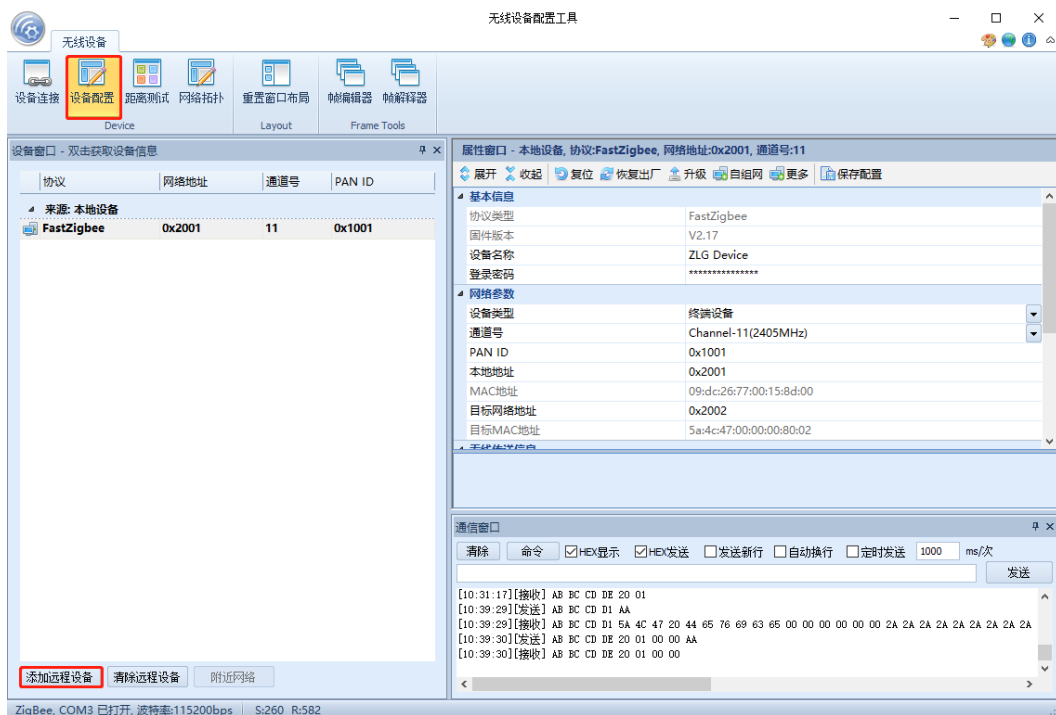 无线设备配置工具
无线设备
设备连接 设备配置 距离测试 网络拓扑 重置窗口布局 帧编辑器 帧解释器
Device Layout Frame Tools
设备窗口 - 双击获取设备信息
协议 网络地址 通道号 PAN ID
来源: 本地设备
FastZigbee 0x2001 11 0x1001
添加远程设备 清除远程设备 附近网络
属性窗口 - 本地设备, 协议:FastZigbee, 网络地址:0x2001, 通道号:11
展开 收起 复位 恢复出厂 升级 自组网 更多 保存配置
基本信息
协议类型 FastZigbee
固件版本 V2.17
设备名称 ZLG Device
登录密码 ***************
网络参数
设备类型 终端设备
通道号 Channel-11(2405MHz)
PAN ID 0x1001
本地地址 0x2001
MAC地址 09:dc:26:77:00:15:8d:00
目标网络地址 0x2002
目标MAC地址 5a:4c:47:00:00:00:80:02
无线传送信息
通信窗口
清除 命令 HEX显示 HEX发送 发送新行 自动换行 定时发送 1000 ms/次
发送
[10:31:17][接收] AB BC CD DE 20 01
[10:39:29][发送] AB BC CD D1 AA
[10:39:29][接收] AB BC CD D1 5A 4C 47 20 44 65 76 69 63 65 00 00 00 00 00 00 2A 2A 2A 2A 2A 2A 2A 2A 2A
[10:39:30][发送] AB BC CD DE 20 01 00 00 AA
[10:39:30][接收] AB BC CD DE 20 01 00 00
ZigBee, COM3 已打开, 波特率:115200bps S:260 R:582